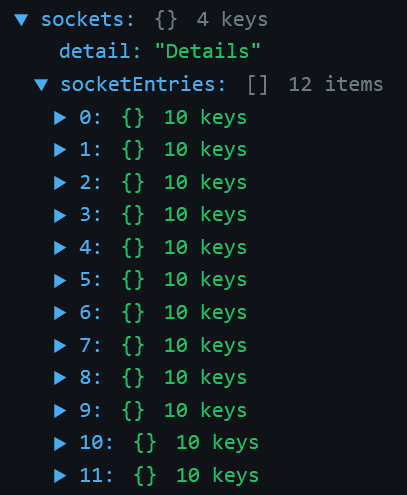 ▼ sockets: {} 4 keys
detail: "Details"
▼ socketEntries: [] 12 items
▶ 0: {} 10 keys
▶ 1: {} 10 keys
▶ 2: {} 10 keys
▶ 3: {} 10 keys
▶ 4: {} 10 keys
▶ 5: {} 10 keys
▶ 6: {} 10 keys
▶ 7: {} 10 keys
▶ 8: {} 10 keys
▶ 9: {} 10 keys
▶ 10: {} 10 keys
▶ 11: {} 10 keys